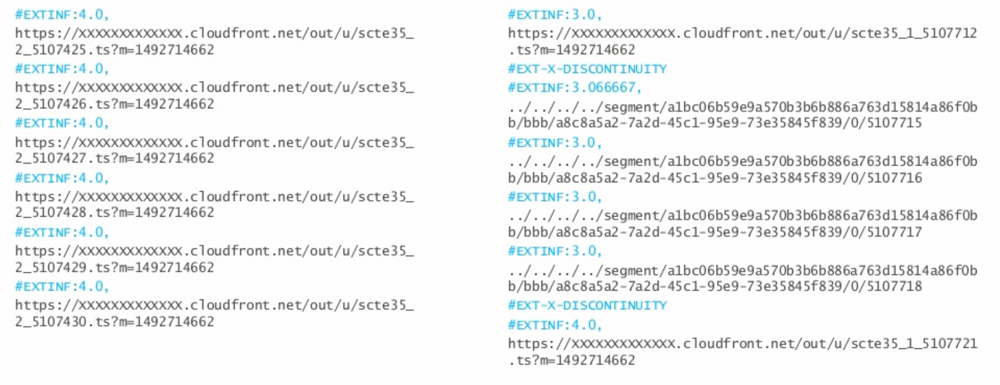 #EXTINF:4.0,
https://XXXXXXXXXXXXX.cloudfront.net/out/u/scte35_
2_5107425.ts?m=1492714662
#EXTINF:4.0,
https://XXXXXXXXXXXXX.cloudfront.net/out/u/scte35_
2_5107426.ts?m=1492714662
#EXTINF:4.0,
https://XXXXXXXXXXXXX.cloudfront.net/out/u/scte35_
2_5107427.ts?m=1492714662
#EXTINF:4.0,
https://XXXXXXXXXXXXX.cloudfront.net/out/u/scte35_
2_5107428.ts?m=1492714662
#EXTINF:4.0,
https://XXXXXXXXXXXXX.cloudfront.net/out/u/scte35_
2_5107429.ts?m=1492714662
#EXTINF:4.0,
https://XXXXXXXXXXXXX.cloudfront.net/out/u/scte35_
2_5107430.ts?m=1492714662
#EXTINF:3.0,
https://XXXXXXXXXXXXX.cloudfront.net/out/u/scte35_1_5107712
.ts?m=1492714662
#EXT-X-DISCONTINUITY
#EXTINF:3.066667,
../../../../segment/a1bc06b59e9a570b3b6b886a763d15814a86f0b
b/bbb/a8c8a5a2-7a2d-45c1-95e9-73e35845f839/0/5107715
#EXTINF:3.0,
../../../../segment/a1bc06b59e9a570b3b6b886a763d15814a86f0b
b/bbb/a8c8a5a2-7a2d-45c1-95e9-73e35845f839/0/5107716
#EXTINF:3.0,
../../../../segment/a1bc06b59e9a570b3b6b886a763d15814a86f0b
b/bbb/a8c8a5a2-7a2d-45c1-95e9-73e35845f839/0/5107717
#EXTINF:3.0,
../../../../segment/a1bc06b59e9a570b3b6b886a763d15814a86f0b
b/bbb/a8c8a5a2-7a2d-45c1-95e9-73e35845f839/0/5107718
#EXT-X-DISCONTINUITY
#EXTINF:4.0,
https://XXXXXXXXXXXXX.cloudfront.net/out/u/scte35_1_5107721
.ts?m=1492714662